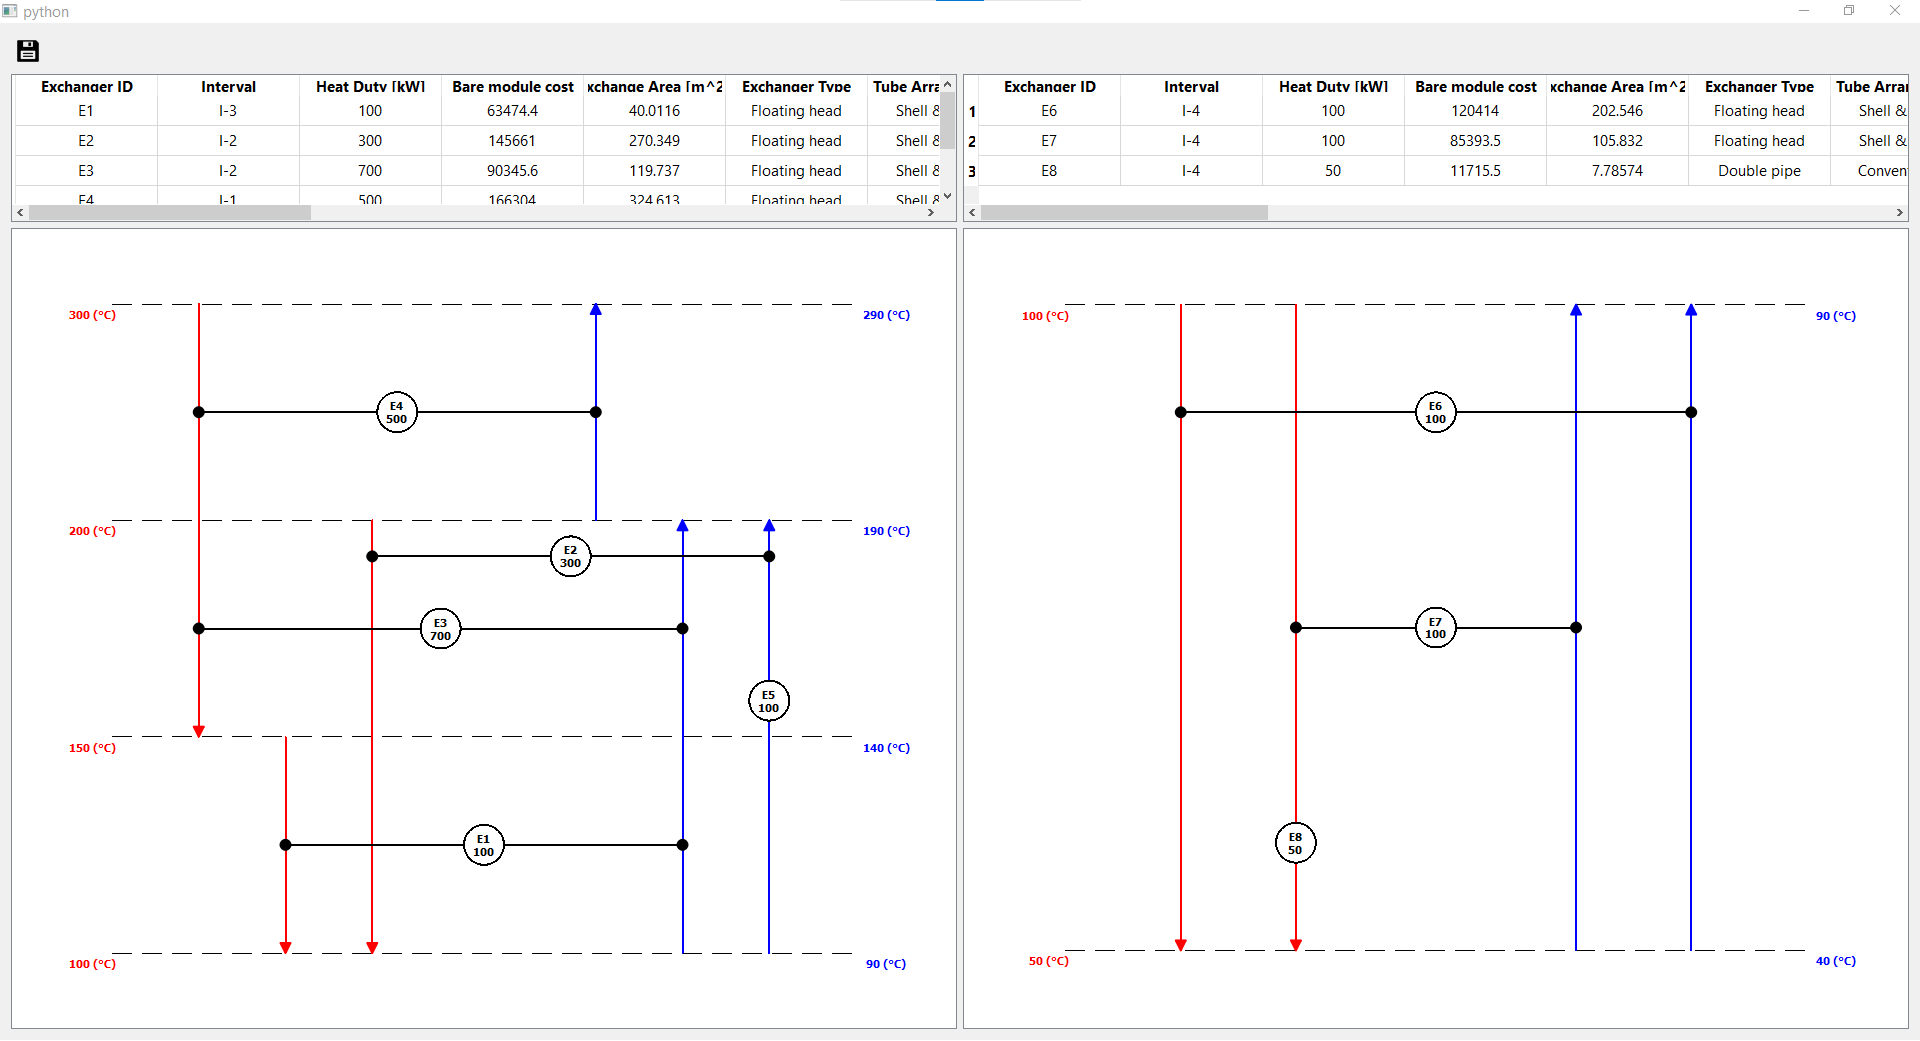 python
Exchanger ID Interval Heat Duty [kW] Bare module cost xchange Area [m^2 Exchanger Type Tube Arra
E1 I-3 100 63474.4 40.0116 Floating head Shell &
E2 I-2 300 145661 270.349 Floating head Shell &
E3 I-2 700 90345.6 119.737 Floating head Shell &
E4 I-1 500 166304 324.613 Floating head Shell &
Exchanger ID Interval Heat Duty [kW] Bare module cost xchange Area [m^2 Exchanger Type Tube Arra
1 E6 I-4 100 120414 202.546 Floating head Shell &
2 E7 I-4 100 85393.5 105.832 Floating head Shell &
3 E8 I-4 50 11715.5 7.78574 Double pipe Conven
300 (°C) 290 (°C)
E4
500
200 (°C) 190 (°C)
E2
300
E3
700
E5
100
150 (°C) 140 (°C)
E1
100
100 (°C) 90 (°C)
100 (°C) 90 (°C)
E6
100
E7
100
E8
50
50 (°C) 40 (°C)